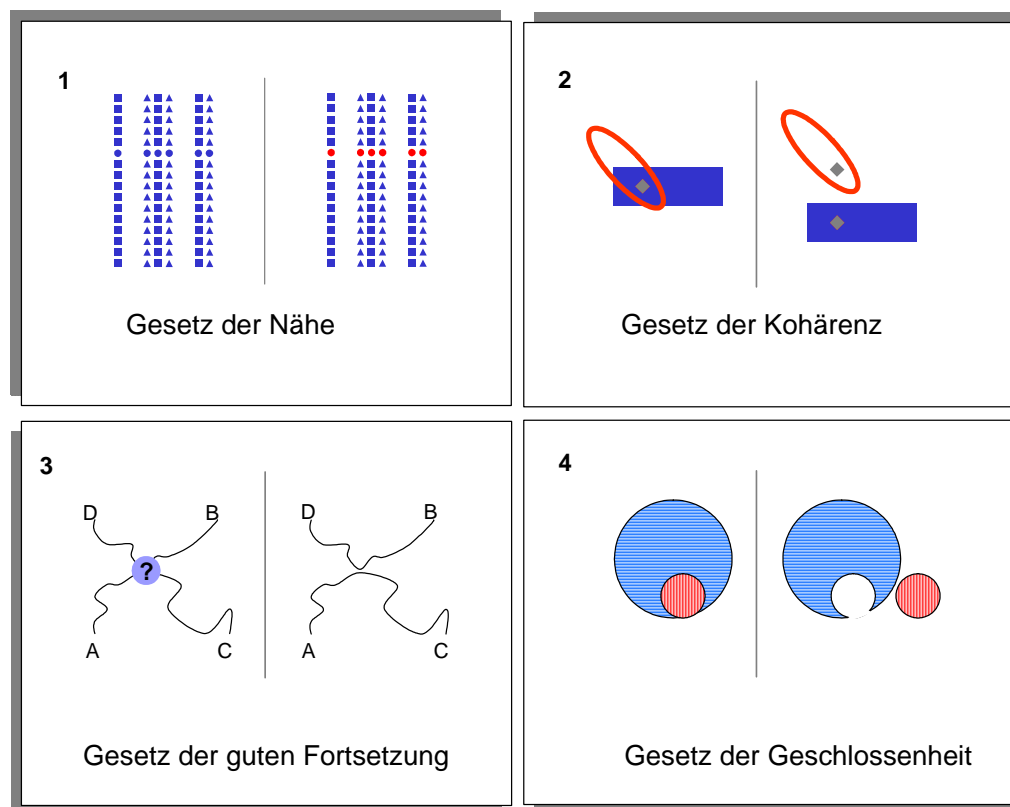 1
Gesetz der Nähe
2
Gesetz der Kohärenz
3
D B D B
?
A C A C
Gesetz der guten Fortsetzung
4
Gesetz der Geschlossenheit